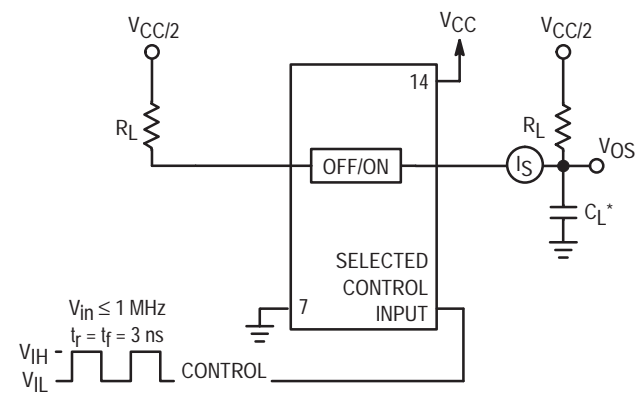 VCC/2
VCC
VCC/2
14
RL
RL
VOS
OFF/ON
IS
CL*
SELECTED
CONTROL
INPUT
7
Vin ≤ 1 MHz
tr = tf = 3 ns
VIH
VIL
CONTROL